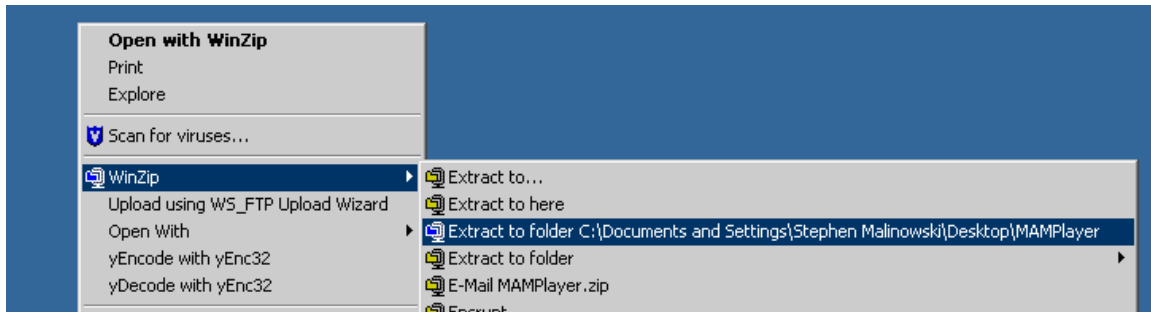 Open with WinZip
Print
Explore
Scan for viruses...
WinZip
Upload using WS_FTP Upload Wizard
Open With
yEncode with yEnc32
yDecode with yEnc32
Extract to...
Extract to here
Extract to folder C:\Documents and Settings\Stephen Malinowski\Desktop\MAMPlayer
Extract to folder
E-Mail MAMPlayer.zip
Encrypt